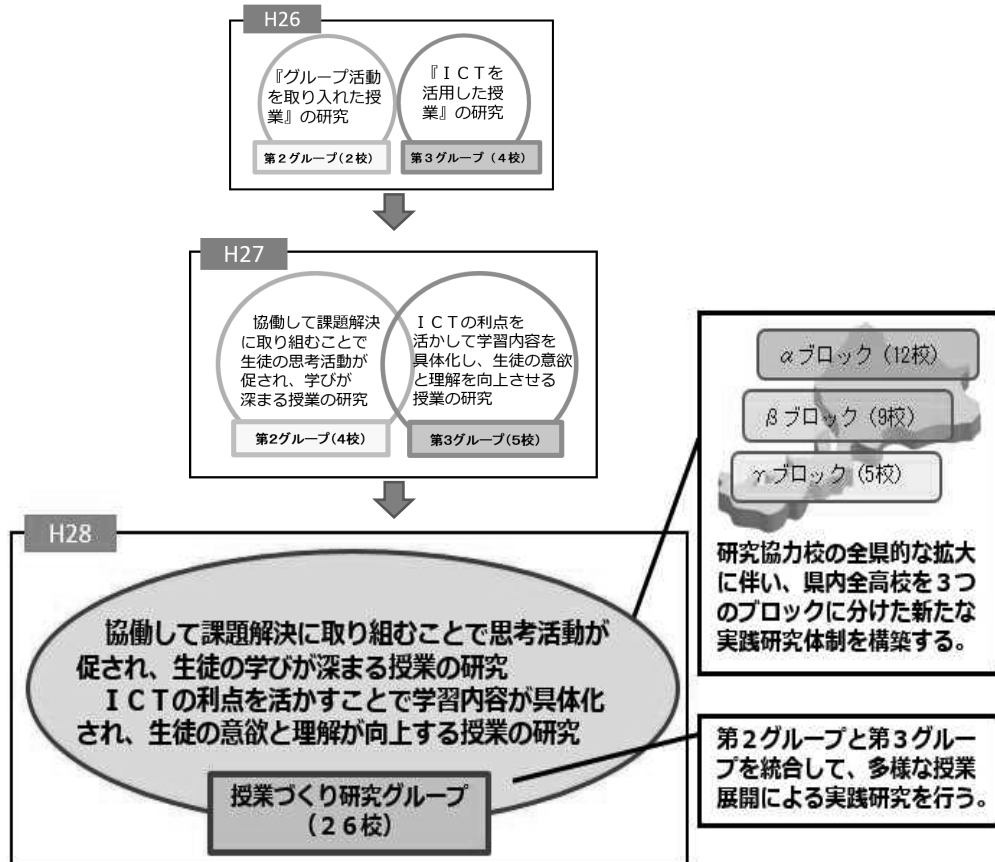 H26
『グループ活動
を取り入れた授
業』の研究
『ＩＣＴを
活用した授
業』の研究
第２グループ（２校）
第３グループ（４校）
H27
協働して課題解決
に取り組むことで
生徒の思考活動が
促され、学びが
深まる授業の研究
ＩＣＴの利点を
活かして学習内容を
具体化し、生徒の意欲
と理解を向上させる
授業の研究
第2グループ（4校）
第3グループ（5校）
H28
協働して課題解決に取り組むことで思考活動が
促され、生徒の学びが深まる授業の研究
ＩＣＴの利点を活かすことで学習内容が具体化
され、生徒の意欲と理解が向上する授業の研究
授業づくり研究グループ
（２６校）
αブロック（12校）
βブロック（9校）
γブロック（5校）
研究協力校の全県的な拡大
に伴い、県内全高校を３つ
のブロックに分けた新たな
実践研究体制を構築する。
第２グループと第３グルー
プを統合して、多様な授業
展開による実践研究を行う。